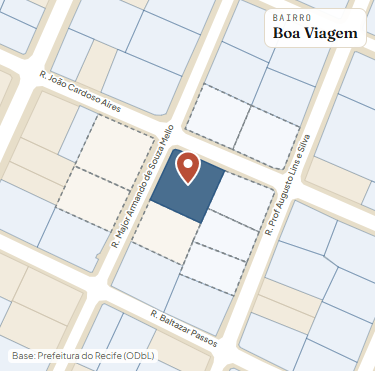 BAIRRO
Boa Viagem
R. João Cardoso Aires
R. Major Armando de Souza Mello
R. Prof Augusto Lins e Silva
R. Baltazar Passos
Base: Prefeitura do Recife (ODbL)